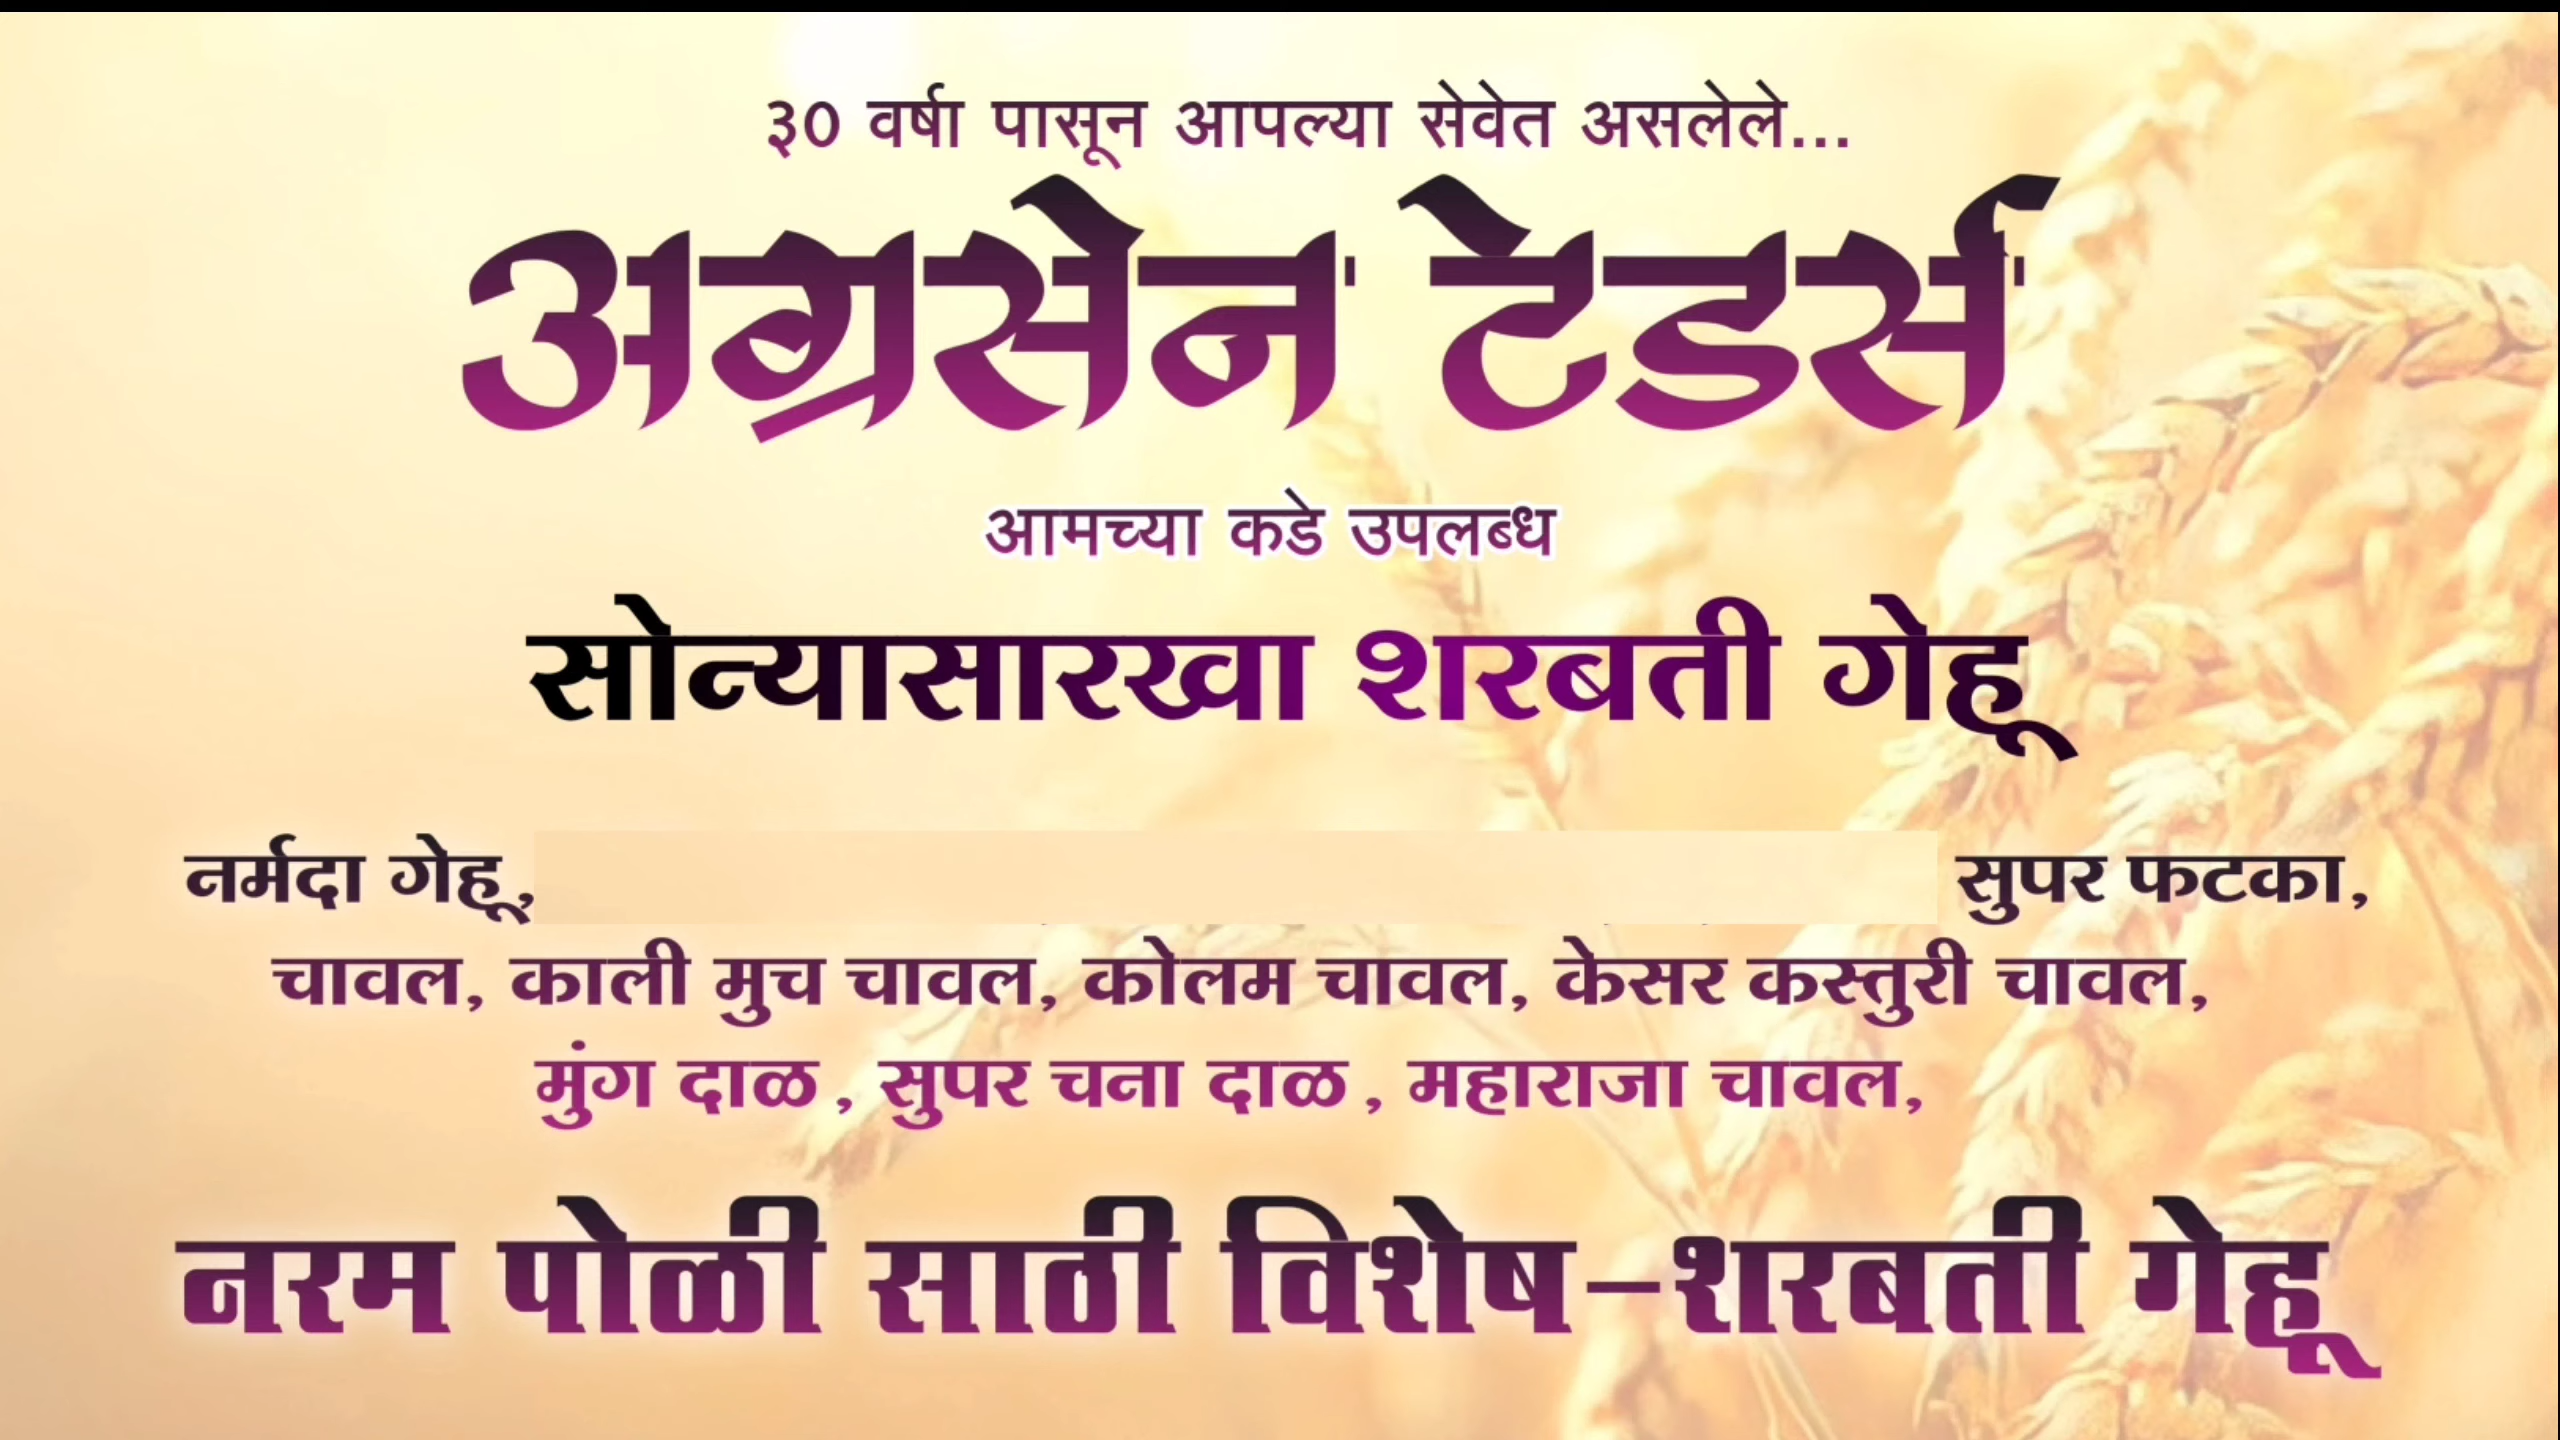 ३० वर्षा पासून आपल्या सेवेत असलेले...
अग्रसेन टेडर्स
आमच्या कडे उपलब्ध
सोन्यासारखा शरबती गेहू
नर्मदा गेहू, सुपर फटका,
चावल, काली मुच चावल, कोलम चावल, केसर कस्तुरी चावल,
मुंग दाळ, सुपर चना दाळ, महाराजा चावल,
नरम पोळी साठी विशेष-शरबती गेहू